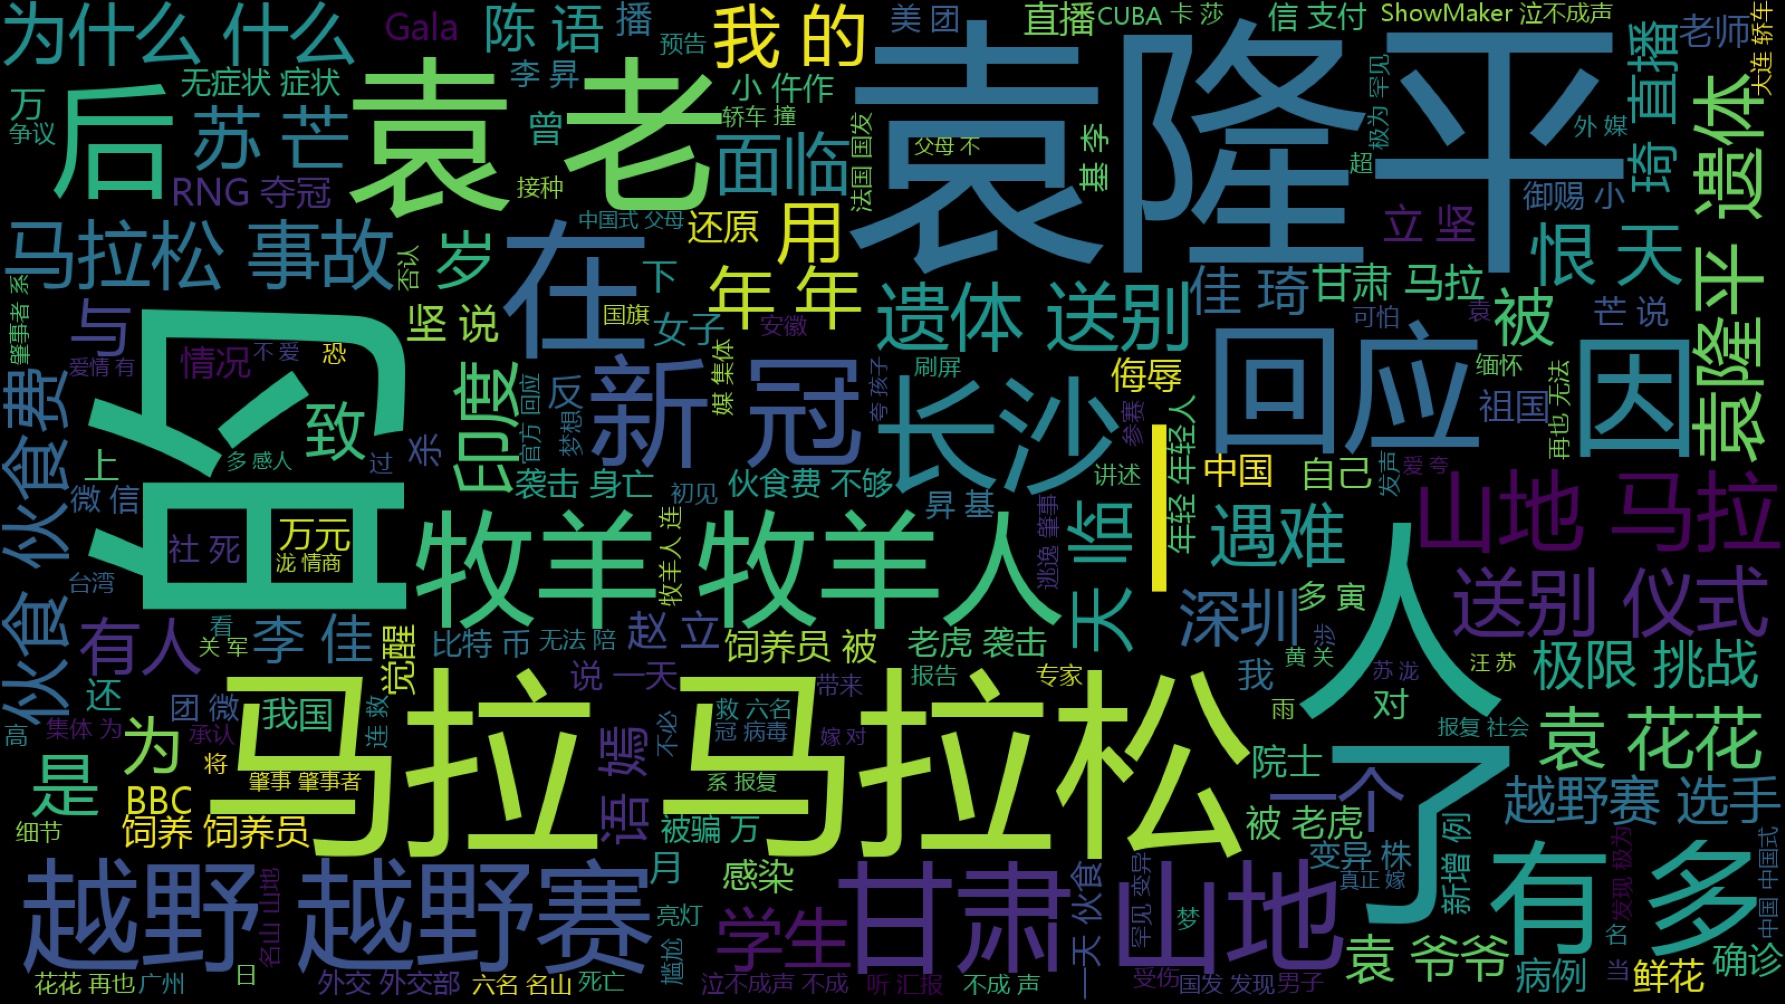 为什么 什么
Gala
陈 语
播
预告
我 的
美 团
直播
CUBA
卡 莎
信 支付
ShowMaker 泣不成声
老师
大连 轿车
万
争议
无症状 症状
后
苏 芒
袁 老
李 昇
曾
小 仵作
轿车 撞
面临
袁隆平
父母 不
法国 国发
基 李
极为 罕见
超
外 媒
琦 直播
遗体
RNG 夺冠
接种
中国式 父母
还原
用
御赐 小
立 坚
恨 天
马拉松 事故
否认
岁
在
下
年 年
国旗
女子
安徽
遗体 送别
佳 琦
甘肃 马拉
可怕
袁
被
芒 说
袁隆平
肇事者 系
与
爱情 有
情况
不 爱
恐
坚 说
的
伙食 伙食费
致
印度
官方 回应
反
梦想
新 冠
媒 集体
夸 孩子
刷屏
长沙
侮辱
参赛
讲述
年轻 年轻人
回应
缅怀
祖国
再也 无法
因
上
微 信
多 感人
过
杀
袭击 身亡
初见
伙食费 不够
昇 基
逃逸 肇事
天 临
中国
自己
发声
爱 夸
山地 马拉
社 死
万元
泷 情商
台湾
牧羊 牧羊人
牧羊人 连
遇难
人
送别 仪式
有人
看
关 军
李 佳
觉醒
比特 币
无法 陪
赵 立
饲养员 被
老虎 袭击
深圳
多 寅
黄 关
涉
苏 泷
汪 苏
极限 挑战
还
团 微
我国
连 救
说 一天
不必
救 六名
冠 病毒
带来
嫁 对
报告
专家
我
雨
对
报复 社会
高
集体 为
承认
为
将
是
BBC
肇事 肇事者
马拉 马拉松
语 嫣
系 报复
院士
一个
了
袁 花花
越野赛 选手
细节
饲养 饲养员
被骗 万
被 老虎
变异 株
真正 嫁
新增 例
有 多
发现 极为
中国 中国式
越野 越野赛
名山 山地
月
感染
亮灯
尴尬
学生
甘肃 山地
一天 伙食
罕见 变异
梦
袁 爷爷
病例
名
当
鲜花
确诊
花花 再也
广州
日
外交 外交部
六名 名山
死亡
泣不成声 不成
听 汇报
不成 声
受伤
国发 发现
男子